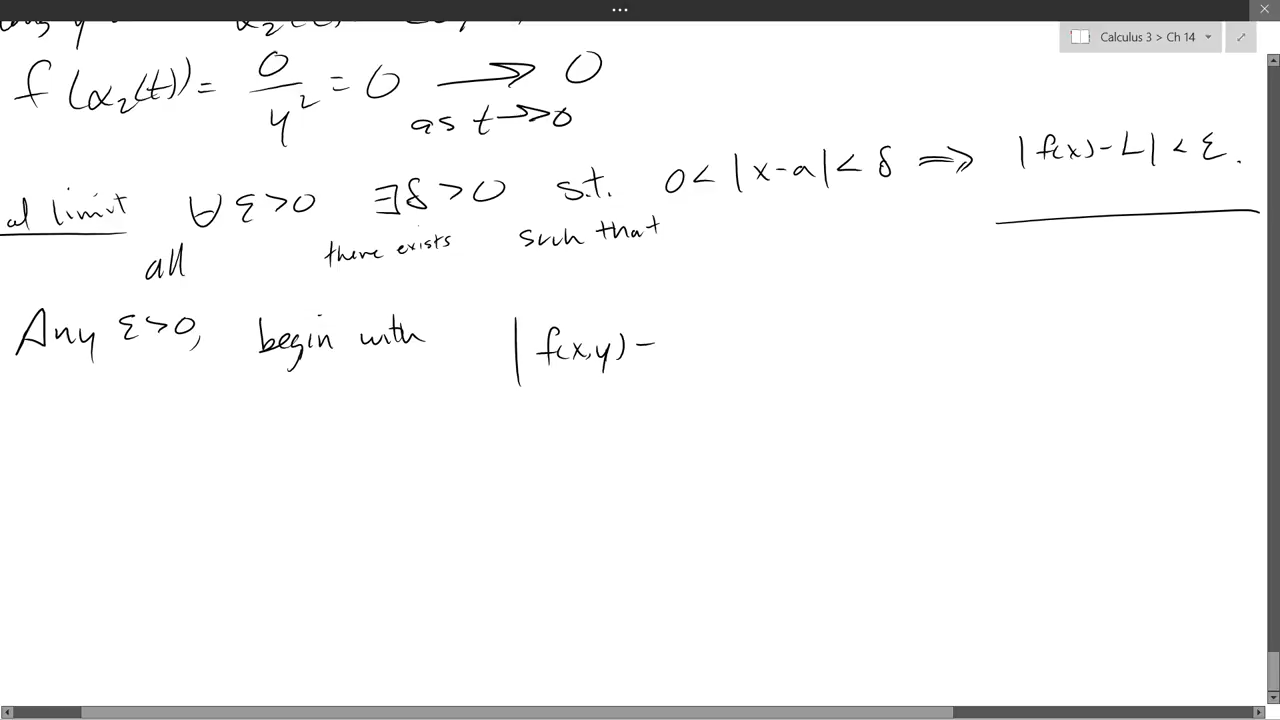 Calculus 3 > Ch 14
f(α₂(t)) = 0/y² = 0 → 0
as t→0
al limit ∀ ε>0 ∃δ>0 s.t. 0<|x-a|<δ ⟹ |f(x)-L|<ε.
all there exists such that
Any ε>0, begin with |f(x,y)-